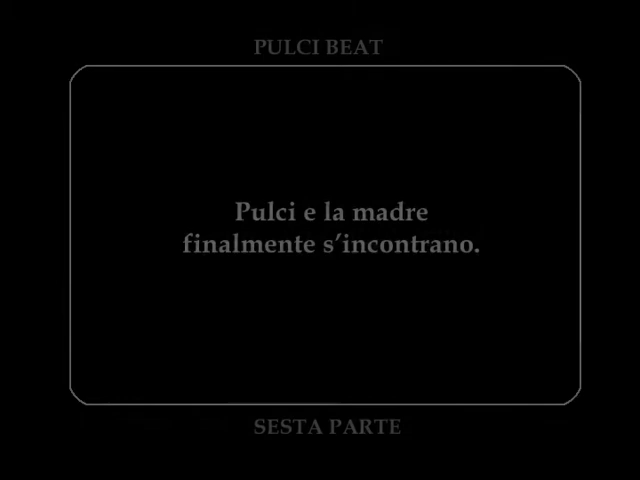 PULCI BEAT
Pulci e la madre
finalmente s’incontrano.
SESTA PARTE